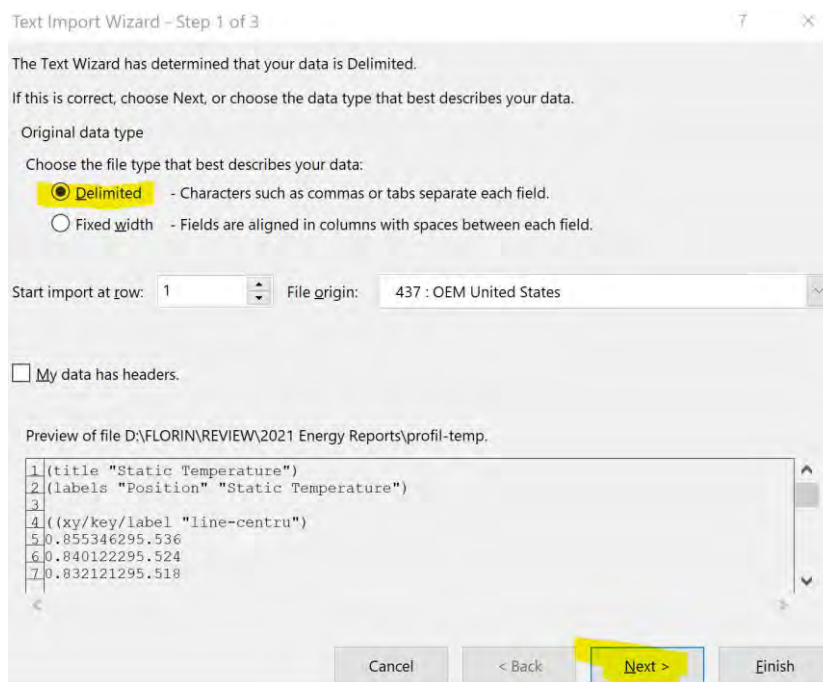 Text Import Wizard - Step 1 of 3 ?
The Text Wizard has determined that your data is Delimited.
If this is correct, choose Next, or choose the data type that best describes your data.
Original data type
Choose the file type that best describes your data:
Delimited - Characters such as commas or tabs separate each field.
Fixed width - Fields are aligned in columns with spaces between each field.
Start import at row: 1 File origin: 437 : OEM United States
My data has headers.
Preview of file D:\FLORIN\REVIEW\2021 Energy Reports\profil-temp.
1 (title "Static Temperature")
2 (labels "Position" "Static Temperature")
3
4 ((xy/key/label "line-centru")
5 0.855346295.536
6 0.840122295.524
7 0.832121295.518
Cancel < Back Next > Finish